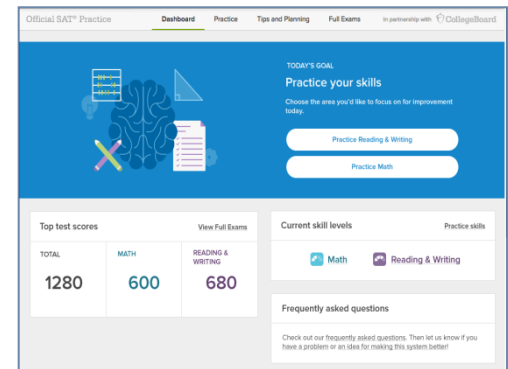 Official SAT® Practice
Dashboard
Practice
Tips and Planning
Full Exams
In partnership with CollegeBoard
TODAY'S GOAL
Practice your skills
Choose the area you'd like to focus on for improvement
today.
Practice Reading & Writing
Practice Math
Top test scores
View Full Exams
TOTAL
1280
MATH
600
READING &
WRITING
680
Current skill levels
Practice skills
Math
Reading & Writing
Frequently asked questions
Check out our frequently asked questions. Then let us know if you
have a problem or an idea for making this system better!